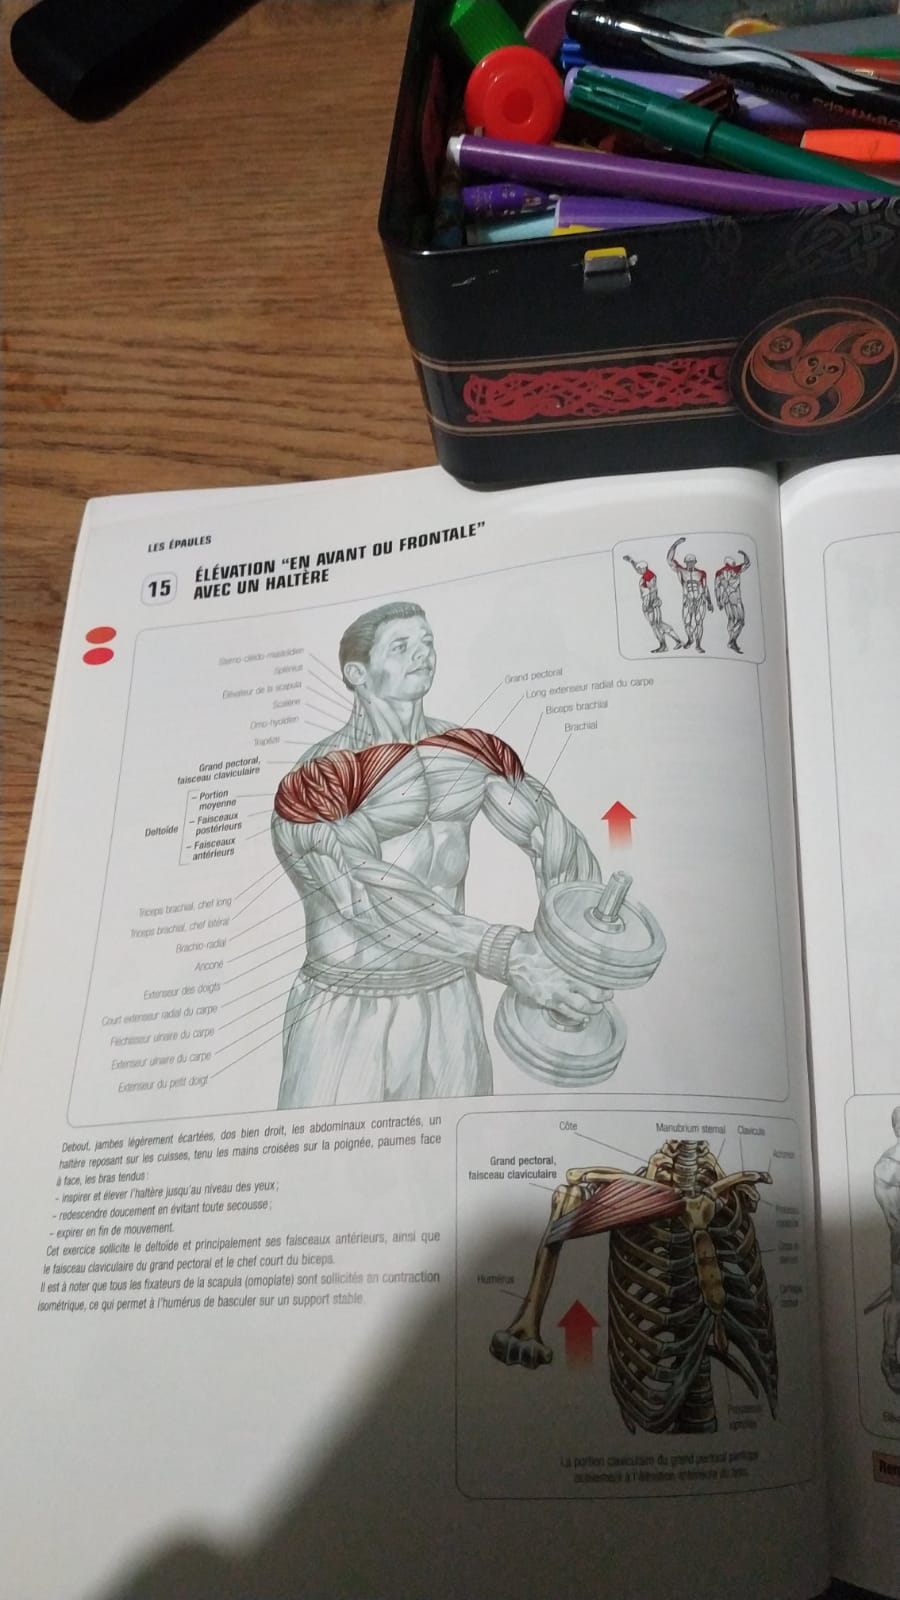 LES ÉPAULES
15
ÉLÉVATION "EN AVANT OU FRONTALE"
AVEC UN HALTÈRE
Sterno-cléido-mastoïdien
Splénius
Élévateur de la scapula
Scalène
Omo-hyoïdien
Trapèze
Grand pectoral,
faisceau claviculaire
Deltoïde
– Portion
moyenne
– Faisceaux
postérieurs
– Faisceaux
antérieurs
Triceps brachial, chef long
Triceps brachial, chef latéral
Brachio-radial
Anconé
Extenseur des doigts
Court extenseur radial du carpe
Fléchisseur ulnaire du carpe
Extenseur ulnaire du carpe
Extenseur du petit doigt
Grand pectoral
Long extenseur radial du carpe
Biceps brachial
Brachial
Debout, jambes légèrement écartées, dos bien droit, les abdominaux contractés, un
haltère reposant sur les cuisses, tenu les mains croisées sur la poignée, paumes face
à face, les bras tendus :
- inspirer et élever l'haltère jusqu'au niveau des yeux ;
- redescendre doucement en évitant toute secousse ;
- expirer en fin de mouvement.
Cet exercice sollicite le deltoïde et principalement ses faisceaux antérieurs, ainsi que
le faisceau claviculaire du grand pectoral et le chef court du biceps.
Il est à noter que tous les fixateurs de la scapula (omoplate) sont sollicités en contraction
isométrique, ce qui permet à l'humérus de basculer sur un support stable.
Côte
Manubrium sternal
Clavicule
Acromion
Grand pectoral,
faisceau claviculaire
Humérus
La portion claviculaire du grand pectoral participe